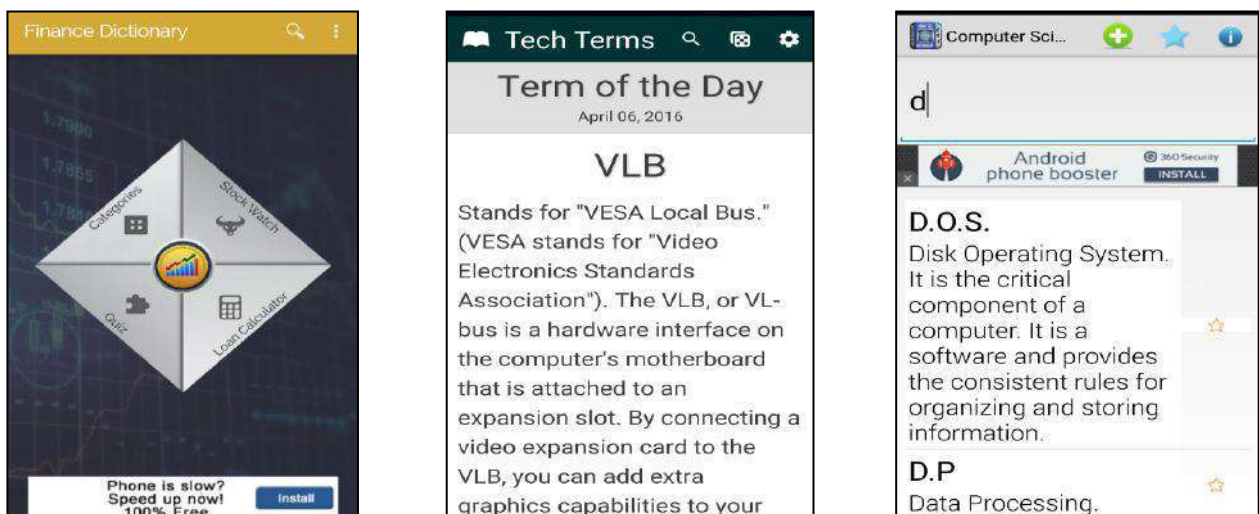 Finance Dictionary
1.7900
1.7855
Categories
Stock Watch
Quiz
Loan Calculator
Phone is slow?
Speed up now!
100% Free
Install
Tech Terms
Term of the Day
April 06, 2016
VLB
Stands for "VESA Local Bus."
(VESA stands for "Video
Electronics Standards
Association"). The VLB, or VL-
bus is a hardware interface on
the computer's motherboard
that is attached to an
expansion slot. By connecting a
video expansion card to the
VLB, you can add extra
graphics capabilities to your
Computer Sci...
d
Android
phone booster
360 Security
INSTALL
D.O.S.
Disk Operating System.
It is the critical
component of a
computer. It is a
software and provides
the consistent rules for
organizing and storing
information.
D.P
Data Processing.